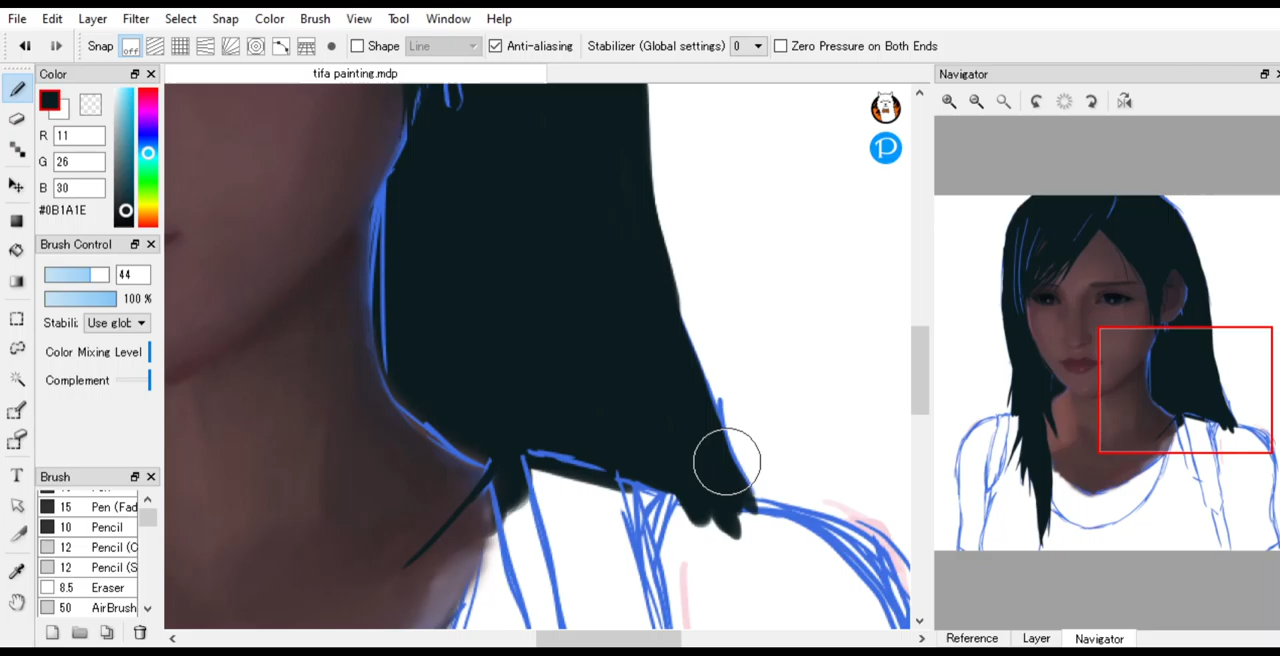 File Edit Layer Filter Select Snap Color Brush View Tool Window Help
Snap off Shape Line Anti-aliasing Stabilizer (Global settings) 0 Zero Pressure on Both Ends
Color
tifa painting.mdp
Navigator
R 11
G 26
B 30
#0B1A1E
Brush Control
44
100 %
Stabili: Use glob
Color Mixing Level
Complement
Brush
15 Pen (Fad
10 Pencil
12 Pencil (C
12 Pencil (S
8.5 Eraser
50 AirBrush
T
P
Reference Layer Navigator